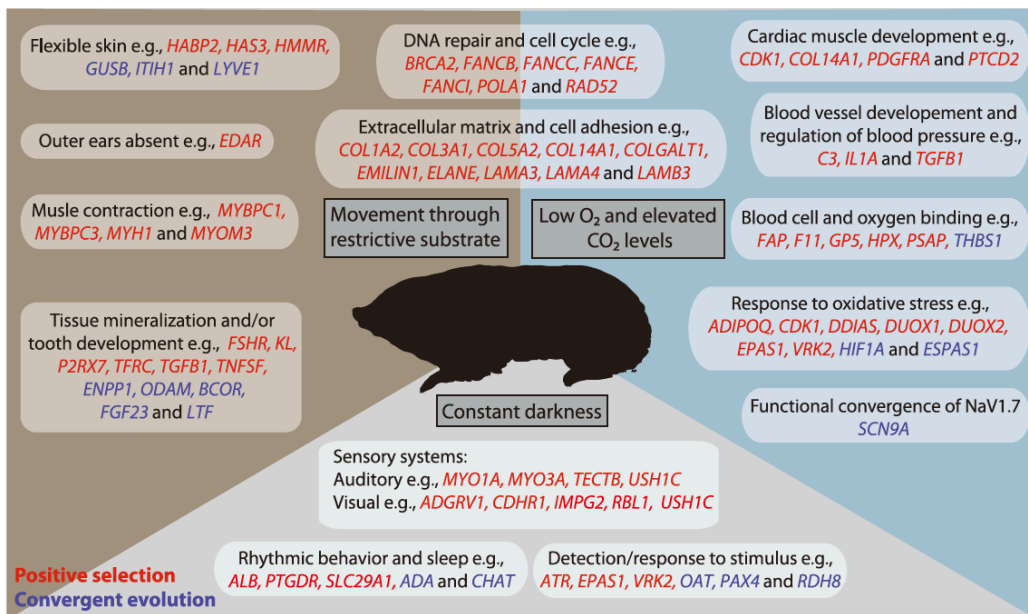 Flexible skin e.g., HABP2, HAS3, HMMR,
GUSB, ITIH1 and LYVE1
Outer ears absent e.g., EDAR
Musle contraction e.g., MYBPC1,
MYBPC3, MYH1 and MYOM3
Tissue mineralization and/or
tooth development e.g., FSHR, KL,
P2RX7, TFRC, TGFB1, TNFSF,
ENPP1, ODAM, BCOR,
FGF23 and LTF
DNA repair and cell cycle e.g.,
BRCA2, FANCB, FANCC, FANCE,
FANCI, POLA1 and RAD52
Extracellular matrix and cell adhesion e.g.,
COL1A2, COL3A1, COL5A2, COL14A1, COLGALT1,
EMILIN1, ELANE, LAMA3, LAMA4 and LAMB3
Movement through
restrictive substrate
Low O₂ and elevated
CO₂ levels
Cardiac muscle development e.g.,
CDK1, COL14A1, PDGFRA and PTCD2
Blood vessel developement and
regulation of blood pressure e.g.,
C3, IL1A and TGFB1
Blood cell and oxygen binding e.g.,
FAP, F11, GP5, HPX, PSAP, THBS1
Response to oxidative stress e.g.,
ADIPOQ, CDK1, DDIAS, DUOX1, DUOX2,
EPAS1, VRK2, HIF1A and ESPAS1
Functional convergence of NaV1.7
SCN9A
Constant darkness
Sensory systems:
Auditory e.g., MYO1A, MYO3A, TECTB, USH1C
Visual e.g., ADGRV1, CDHR1, IMPG2, RBL1, USH1C
Rhythmic behavior and sleep e.g.,
ALB, PTGDR, SLC29A1, ADA and CHAT
Detection/response to stimulus e.g.,
ATR, EPAS1, VRK2, OAT, PAX4 and RDH8
Positive selection
Convergent evolution